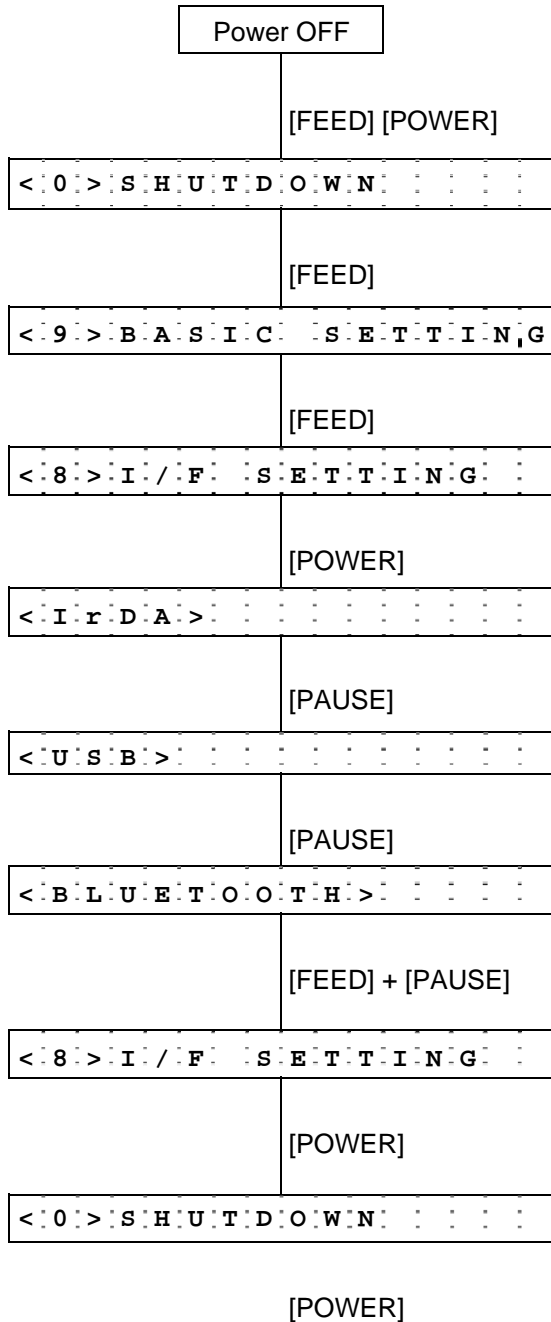 Power OFF
[FEED] [POWER]
<0>SHUTDOWN
[FEED]
<9>BASIC SETTING
[FEED]
<8>I/F SETTING
[POWER]
<IrDA>
[PAUSE]
<USB>
[PAUSE]
<BLUETOOTH>
[FEED] + [PAUSE]
<8>I/F SETTING
[POWER]
<0>SHUTDOWN
[POWER]